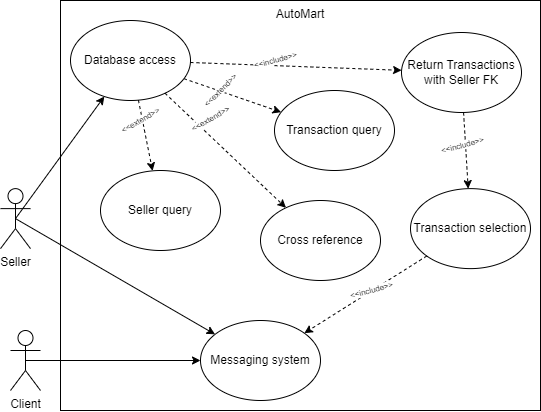 AutoMart
Database access
<<include>>
Return Transactions
with Seller FK
<<extend>>
<<extend>>
<<extend>>
Transaction query
<<include>>
Seller query
Cross reference
Transaction selection
Seller
<<include>>
Messaging system
Client